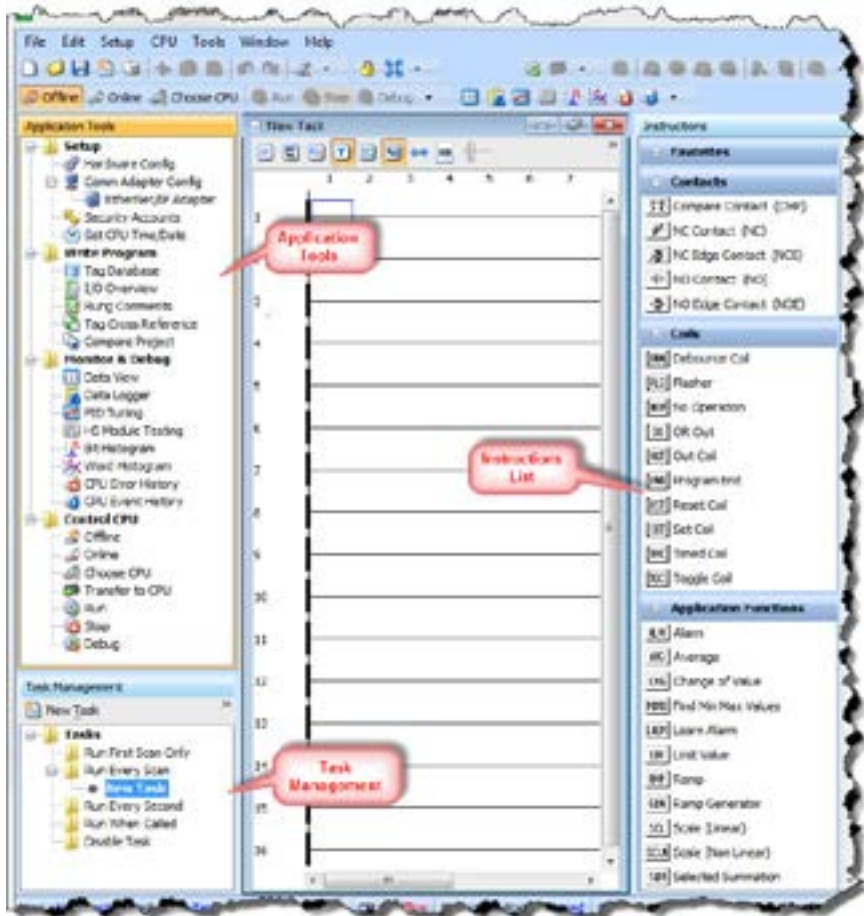 File Edit Setup CPU Tools Window Help
Offline Online Choose CPU Run Stop Debug
Application Tools
Setup
Hardware Config
Comm Adapter Config
EtherNet/IP Adapter
Security Accounts
Set CPU Time/Date
Write Program
Tag Database
I/O Overview
Rung Comments
Tag Cross Reference
Compare Project
Monitor & Debug
Data View
Data Logger
PID Tuning
Module Testing
Bit Histogram
Word Histogram
CPU Error History
CPU Event History
Control CPU
Offline
Online
Choose CPU
Transfer to CPU
Run
Stop
Debug
Task Management
New Task
Tasks
Run First Scan Only
Run Every Scan
New Task
Run Every Second
Run When Called
Disable Task
New Task
1 2 3 4 5 6 7
1
3
4
5
6
7
8
9
10
11
12
13
14
15
16
Application
Tools
Instructions
List
Task
Management
Instructions
Favorites
Contacts
Compare Contact (CMP)
NC Contact (NC)
NC Edge Contact (NCE)
NO Contact (NO)
NO Edge Contact (NOE)
Coils
Debounce Coil
Flasher
No Operation
OR Out
Out Coil
Program End
Reset Coil
Set Coil
Timed Coil
Toggle Coil
Application Functions
Alarm
Average
Change of Value
Find Min Max Values
Learn Alarm
Limit Value
Ramp
Ramp Generator
Scale (Linear)
Scale (Non Linear)
Selected Summation